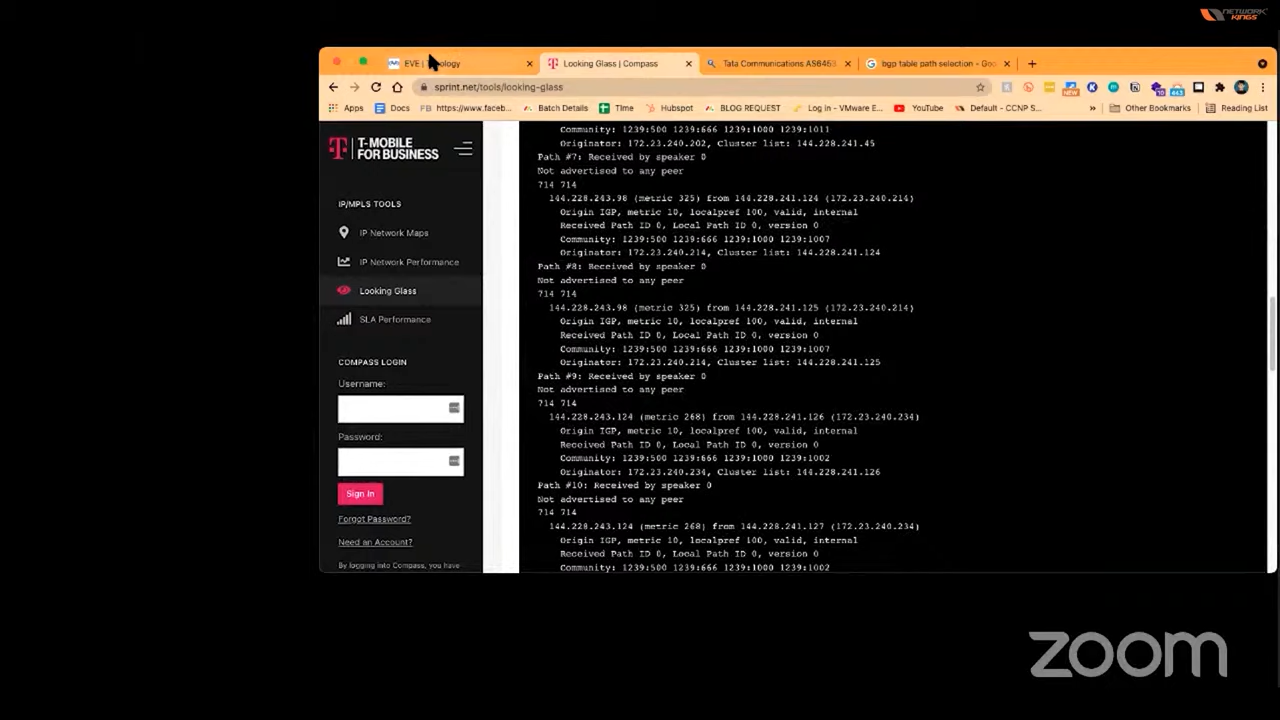 NETWORK
KINGS
EVE | ology
Looking Glass | Compass
Tata Communications AS6453
bgp table path selection - Goo
sprint.net/tools/looking-glass
Apps
Docs
https://www.faceb...
Batch Details
Time
Hubspot
BLOG REQUEST
Log in - VMware E...
YouTube
Default - CCNP S...
»
Other Bookmarks
Reading List
T-MOBILE
FOR BUSINESS
IP/MPLS TOOLS
IP Network Maps
IP Network Performance
Looking Glass
SLA Performance
COMPASS LOGIN
Username:
Password:
Sign In
Forgot Password?
Need an Account?
By logging into Compass, you have
Community: 1239:500 1239:666 1239:1000 1239:1011
Originator: 172.23.240.202, Cluster list: 144.228.241.45
Path #7: Received by speaker 0
Not advertised to any peer
714 714
144.228.243.98 (metric 325) from 144.228.241.124 (172.23.240.214)
Origin IGP, metric 10, localpref 100, valid, internal
Received Path ID 0, Local Path ID 0, version 0
Community: 1239:500 1239:666 1239:1000 1239:1007
Originator: 172.23.240.214, Cluster list: 144.228.241.124
Path #8: Received by speaker 0
Not advertised to any peer
714 714
144.228.243.98 (metric 325) from 144.228.241.125 (172.23.240.214)
Origin IGP, metric 10, localpref 100, valid, internal
Received Path ID 0, Local Path ID 0, version 0
Community: 1239:500 1239:666 1239:1000 1239:1007
Originator: 172.23.240.214, Cluster list: 144.228.241.125
Path #9: Received by speaker 0
Not advertised to any peer
714 714
144.228.243.124 (metric 268) from 144.228.241.126 (172.23.240.234)
Origin IGP, metric 10, localpref 100, valid, internal
Received Path ID 0, Local Path ID 0, version 0
Community: 1239:500 1239:666 1239:1000 1239:1002
Originator: 172.23.240.234, Cluster list: 144.228.241.126
Path #10: Received by speaker 0
Not advertised to any peer
714 714
144.228.243.124 (metric 268) from 144.228.241.127 (172.23.240.234)
Origin IGP, metric 10, localpref 100, valid, internal
Received Path ID 0, Local Path ID 0, version 0
Community: 1239:500 1239:666 1239:1000 1239:1002
zoom